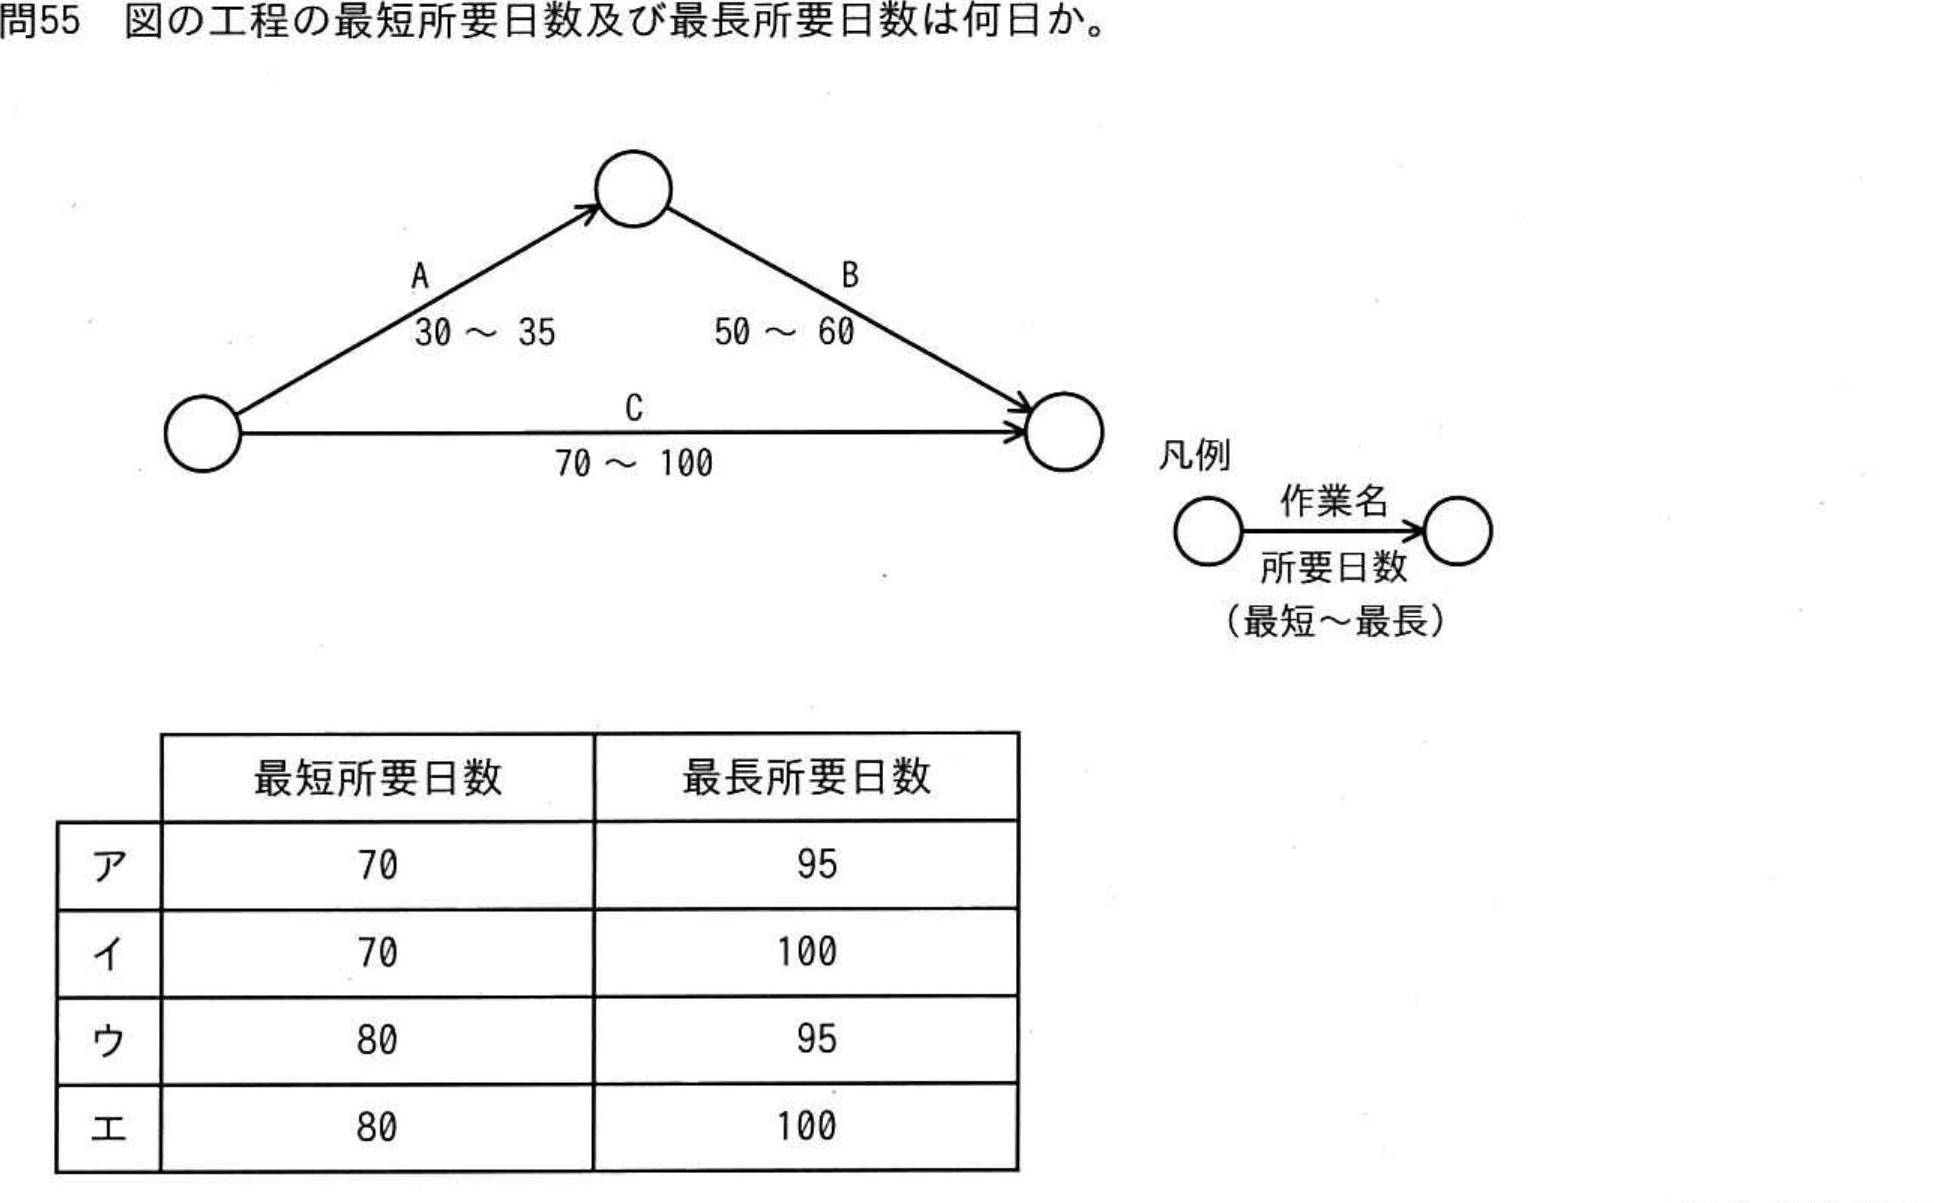 問55　図の工程の最短所要日数及び最長所要日数は何日か。
A
B
30 ～ 35
50 ～ 60
C
70 ～ 100
凡例
作業名
所要日数
（最短～最長）
最短所要日数 最長所要日数
ア 70 95
イ 70 100
ウ 80 95
エ 80 100